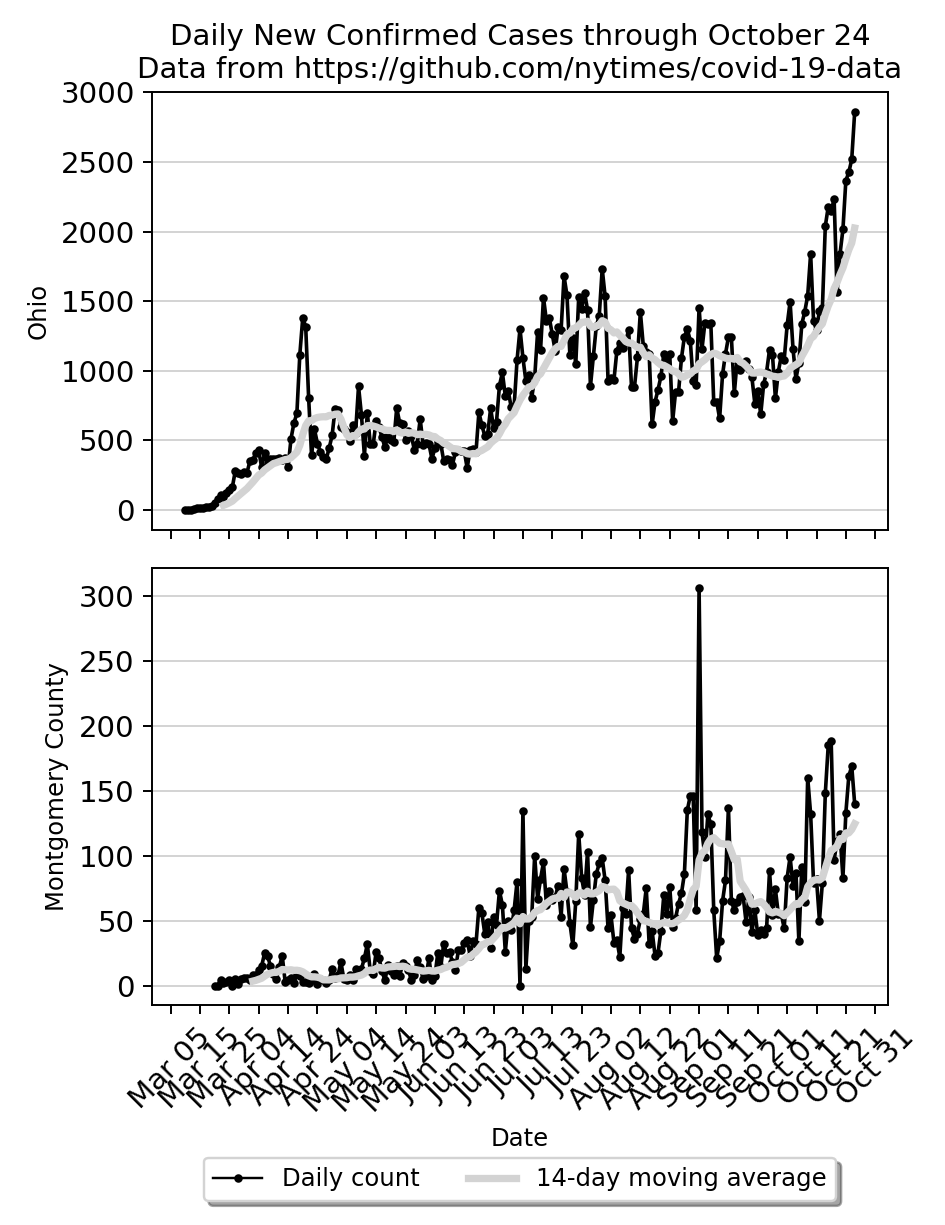 Daily New Confirmed Cases through October 24
Data from https://github.com/nytimes/covid-19-data
3000
2500
2000
1500
1000
500
0
Ohio
300
250
200
150
100
50
0
Montgomery County
Mar 05
Mar 15
Mar 25
Apr 04
Apr 14
Apr 24
May 04
May 14
May 24
Jun 03
Jun 13
Jun 23
Jul 03
Jul 13
Jul 23
Aug 02
Aug 12
Aug 22
Sep 01
Sep 11
Sep 21
Oct 01
Oct 11
Oct 21
Oct 31
Date
Daily count
14-day moving average